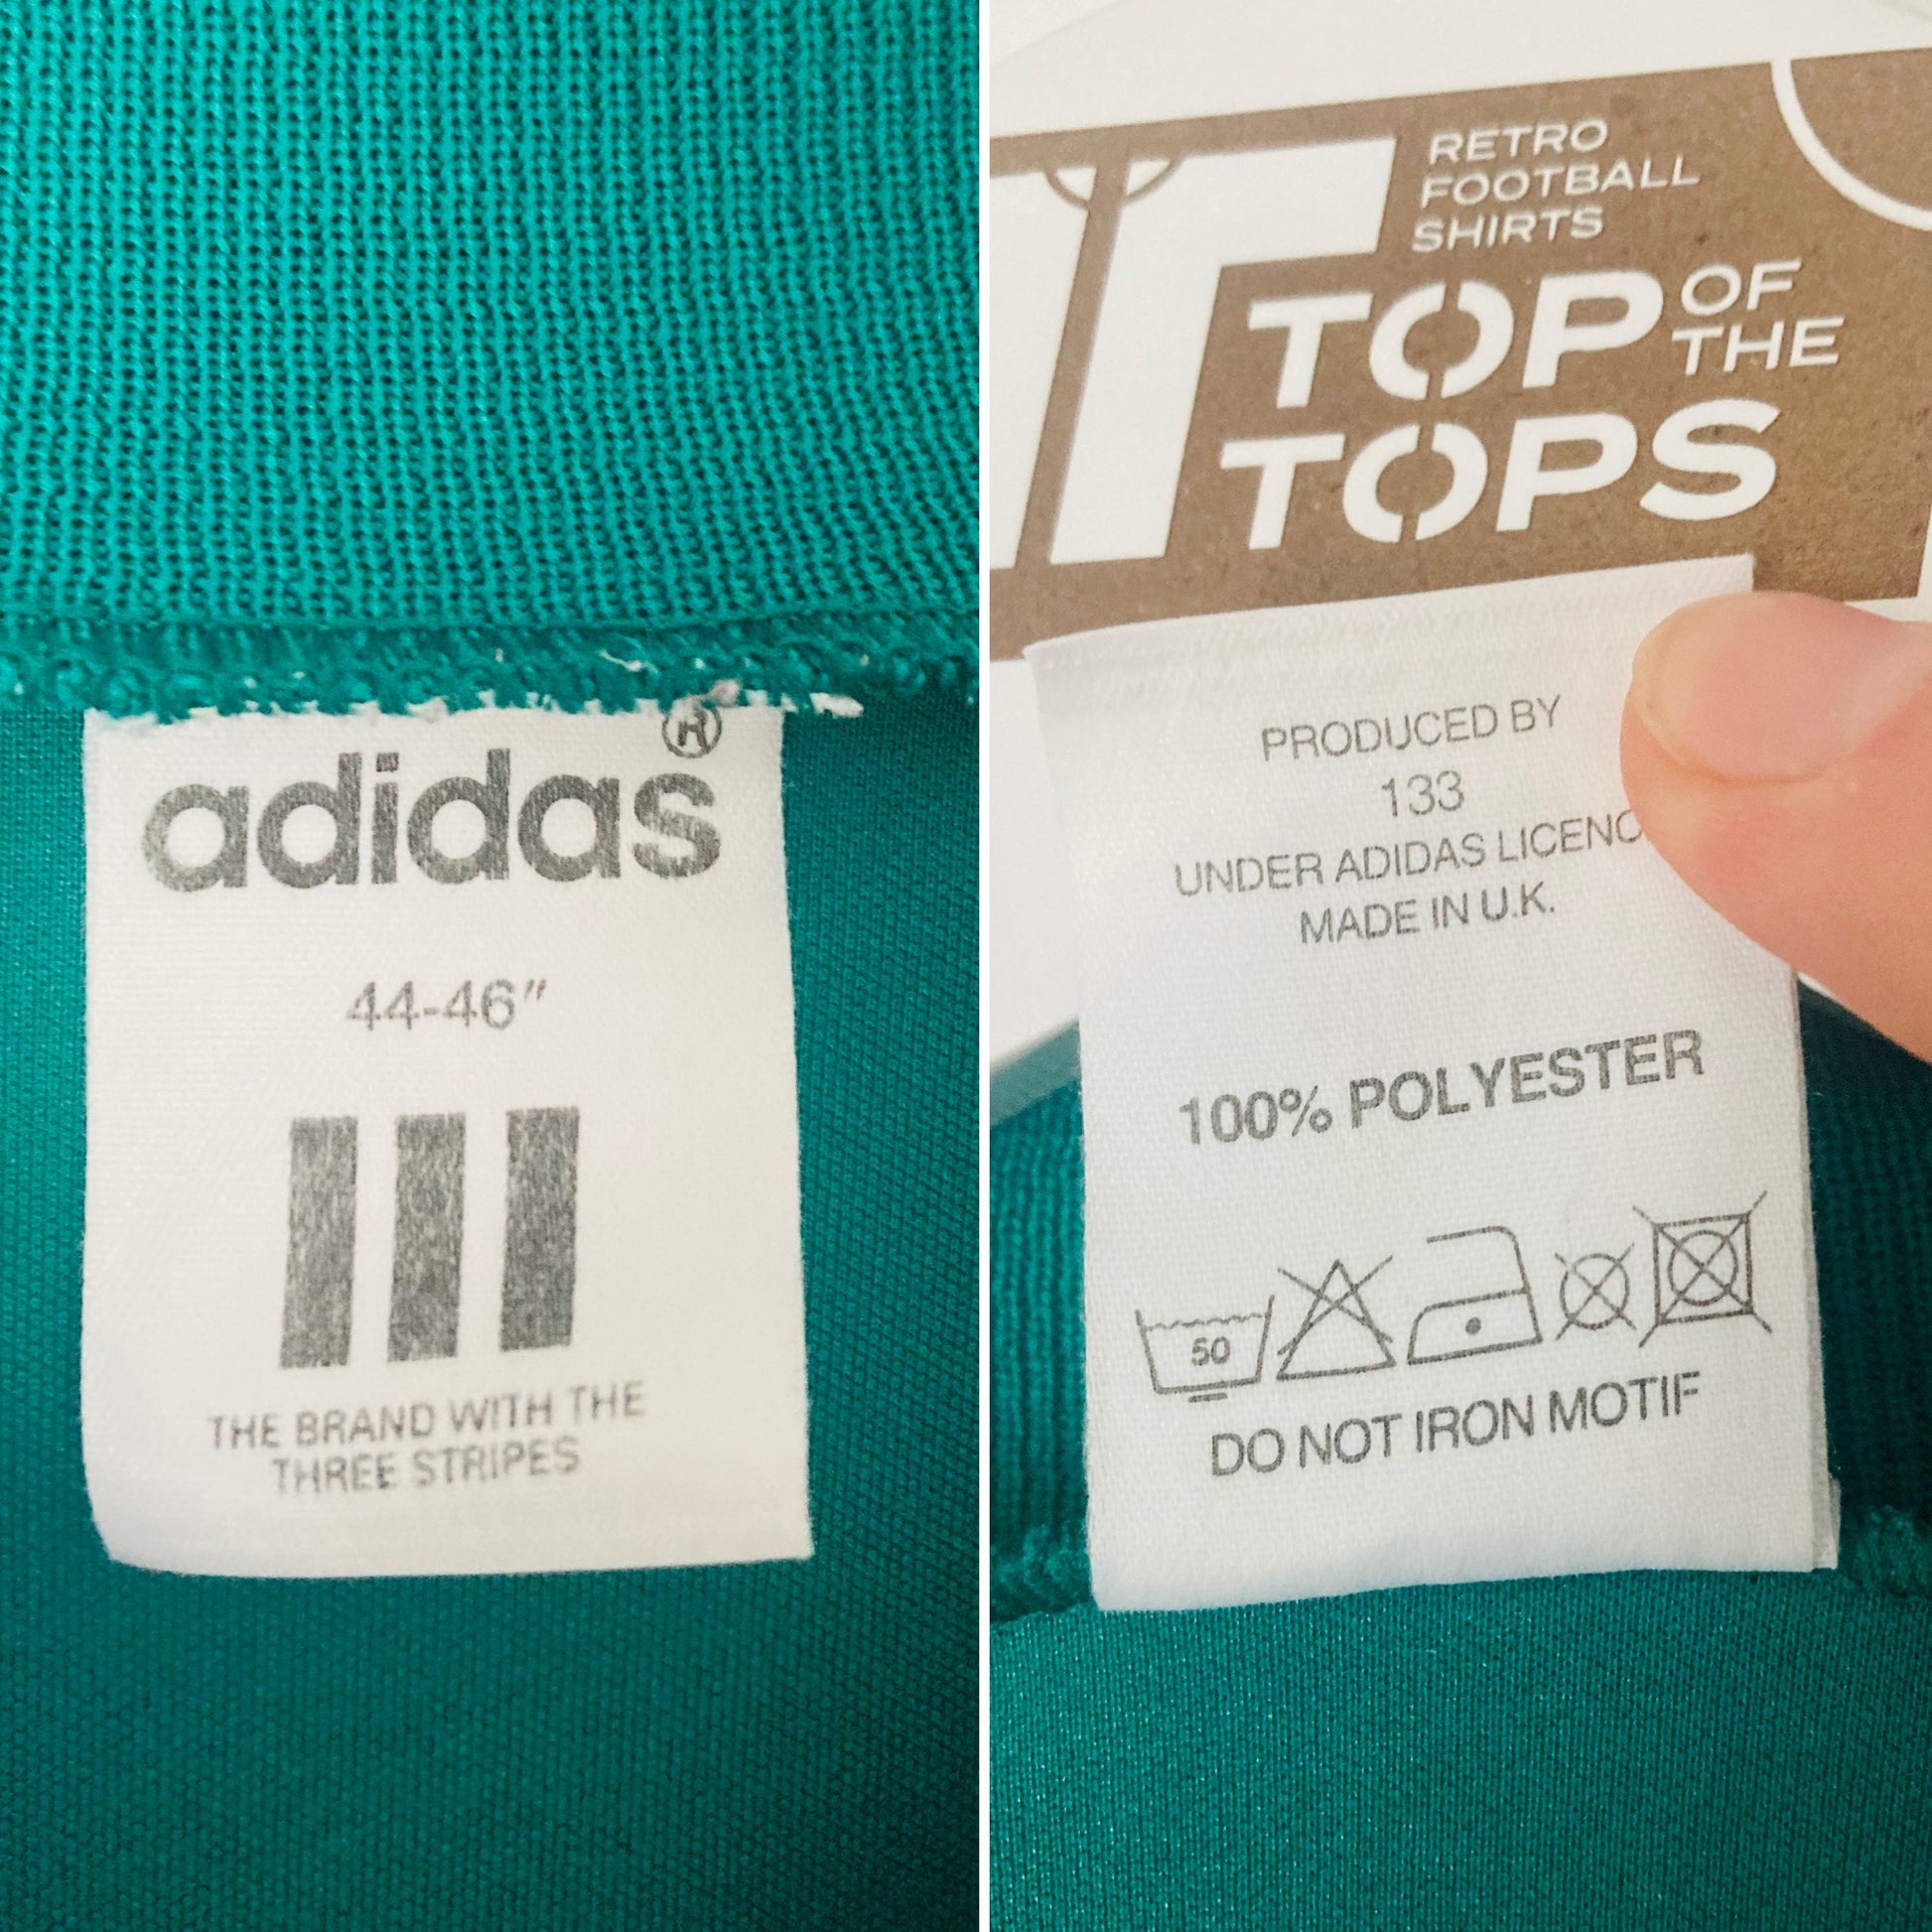 adidas®
44-46"
THE BRAND WITH THE
THREE STRIPES
RETRO
FOOTBALL
SHIRTS
TOP OF THE
TOPS
PRODUCED BY
133
UNDER ADIDAS LICENC
MADE IN U.K.
100% POLYESTER
50
DO NOT IRON MOTIF